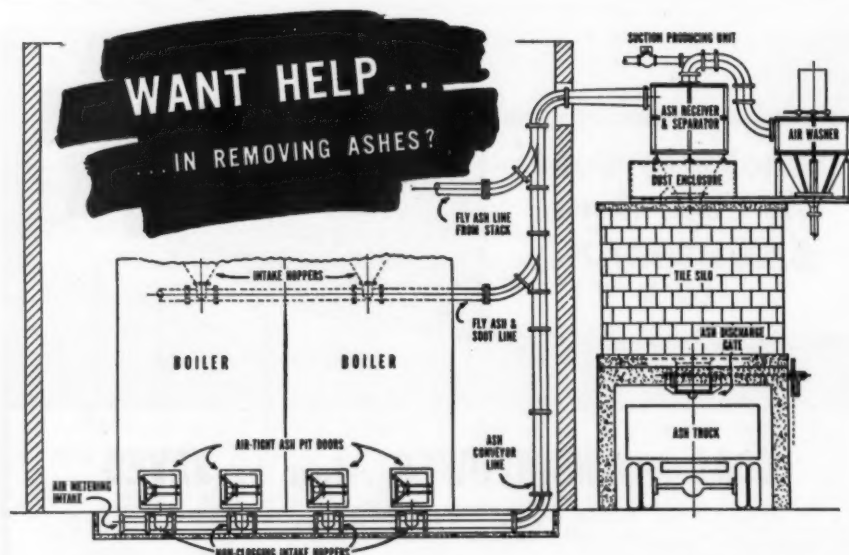 WANT HELP...
...IN REMOVING ASHES?
SUCTION PRODUCING UNIT
ASH RECEIVER
& SEPARATOR
AIR WASHER
DUST ENCLOSURE
FLY ASH LINE
FROM STACK
INTAKE HOPPERS
TILE SILO
FLY ASH &
SOOT LINE
ASH DISCHARGE
GATE
BOILER
BOILER
ASH TRUCK
AIR-TIGHT ASH PIT DOORS
ASH
CONVEYOR
LINE
AIR METERING
INTAKE
NON-CLOGGING INTAKE HOPPERS